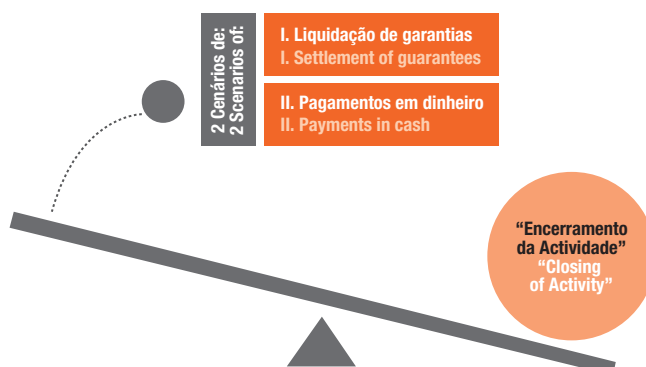 2 Cenários de:
2 Scenarios of:
I. Liquidação de garantias
I. Settlement of guarantees
II. Pagamentos em dinheiro
II. Payments in cash
“Encerramento
da Actividade”
“Closing
of Activity”